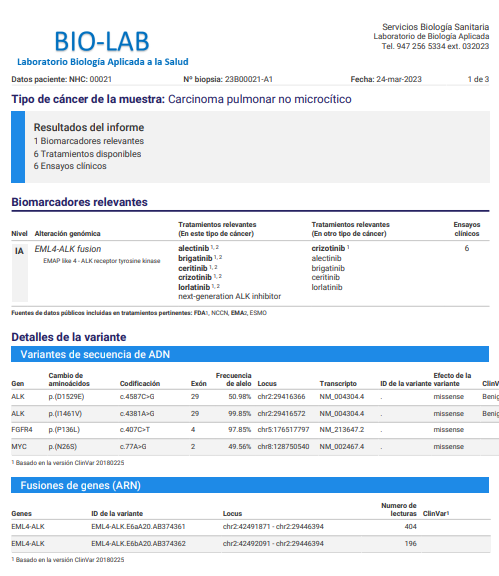 BIO-LAB
Laboratorio Biología Aplicada a la Salud
Servicios Biología Sanitaria
Laboratorio de Biología Aplicada
Tel. 947 256 5334 ext. 032023
Datos paciente: NHC: 00021 Nº biopsia: 23B00021-A1 Fecha: 24-mar-2023 1 de 3
Tipo de cáncer de la muestra: Carcinoma pulmonar no microcítico
Resultados del informe
1 Biomarcadores relevantes
6 Tratamientos disponibles
6 Ensayos clínicos
Biomarcadores relevantes
Nivel Alteración genómica Tratamientos relevantes (En este tipo de cáncer) Tratamientos relevantes (En otro tipo de cáncer) Ensayos clínicos
IA EML4-ALK fusion alectinib 1, 2 crizotinib 1 6
EMAP like 4 - ALK receptor tyrosine kinase brigatinib 1, 2 alectinib
ceritinib 1, 2 brigatinib
crizotinib 1, 2 ceritinib
lorlatinib 1, 2 lorlatinib
next-generation ALK inhibitor
Fuentes de datos públicos incluidas en tratamientos pertinentes: FDA1, NCCN, EMA2, ESMO
Detalles de la variante
Variantes de secuencia de ADN
Gen Cambio de aminoácidos Codificación Exón Frecuencia de alelo Locus Transcripto ID de la variante Efecto de la variante ClinV
ALK p.(D1529E) c.4587C>G 29 50.98% chr2:29416366 NM_004304.4 . missense Benig
ALK p.(I1461V) c.4381A>G 29 99.85% chr2:29416572 NM_004304.4 . missense Benig
FGFR4 p.(P136L) c.407C>T 4 97.85% chr5:176517797 NM_213647.2 . missense
MYC p.(N26S) c.77A>G 2 49.56% chr8:128750540 NM_002467.4 . missense
1 Basado en la versión ClinVar 20180225
Fusiones de genes (ARN)
Genes ID de la variante Locus Numero de lecturas ClinVar1
EML4-ALK EML4-ALK.E6aA20.AB374361 chr2:42491871 - chr2:29446394 404
EML4-ALK EML4-ALK.E6bA20.AB374362 chr2:42492091 - chr2:29446394 196
1 Basado en la versión ClinVar 20180225